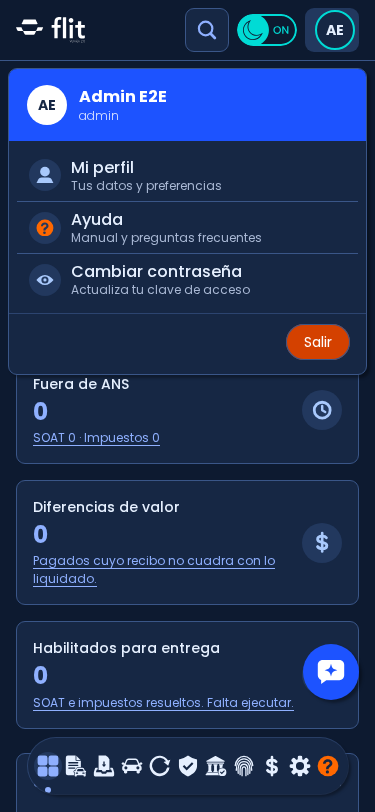 flit
ON
AE
AE
Admin E2E
admin
Mi perfil
Tus datos y preferencias
Ayuda
Manual y preguntas frecuentes
Cambiar contraseña
Actualiza tu clave de acceso
Salir
Fuera de ANS
0
SOAT 0 · Impuestos 0
Diferencias de valor
0
Pagados cuyo recibo no cuadra con lo
liquidado.
Habilitados para entrega
0
SOAT e impuestos resueltos. Falta ejecutar.